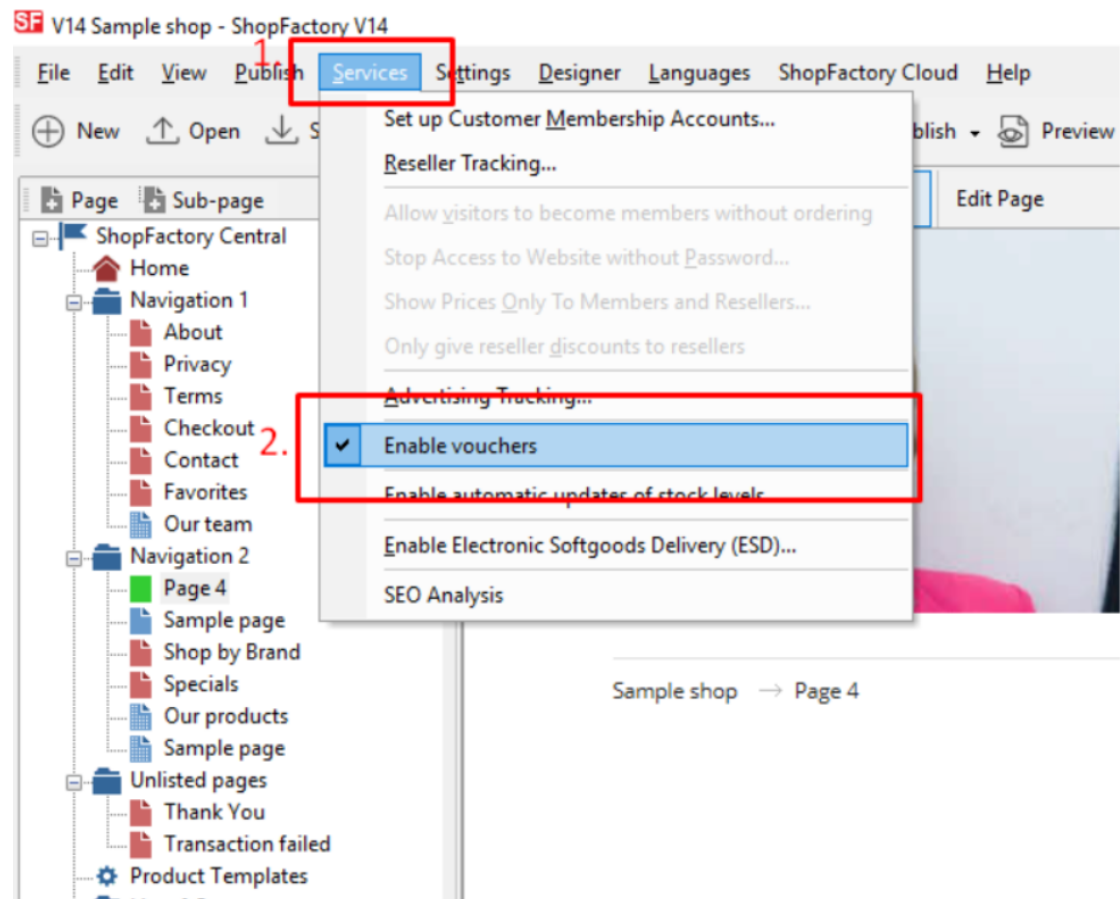 SF V14 Sample shop - ShopFactory V14
1.
File Edit View Publish Services Settings Designer Languages ShopFactory Cloud Help
New Open S
Set up Customer Membership Accounts...
blish Preview
Reseller Tracking...
Page Sub-page
Edit Page
Allow visitors to become members without ordering
ShopFactory Central
Stop Access to Website without Password...
Home
Navigation 1
Show Prices Only To Members and Resellers...
About
Only give reseller discounts to resellers
Privacy
Terms
Advertising Tracking...
Checkout
2.
Enable vouchers
Contact
Favorites
Enable automatic updates of stock levels
Our team
Enable Electronic Softgoods Delivery (ESD)...
Navigation 2
Page 4
SEO Analysis
Sample page
Shop by Brand
Specials
Sample shop → Page 4
Our products
Sample page
Unlisted pages
Thank You
Transaction failed
Product Templates